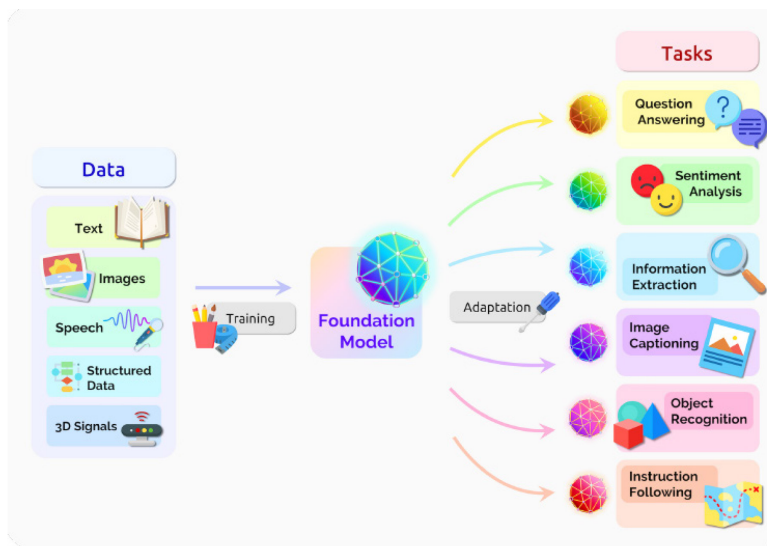 Data
Text
Images
Speech
Structured
Data
3D Signals
Training
Foundation
Model
Adaptation
Tasks
Question
Answering
?
Sentiment
Analysis
Information
Extraction
Image
Captioning
Object
Recognition
Instruction
Following